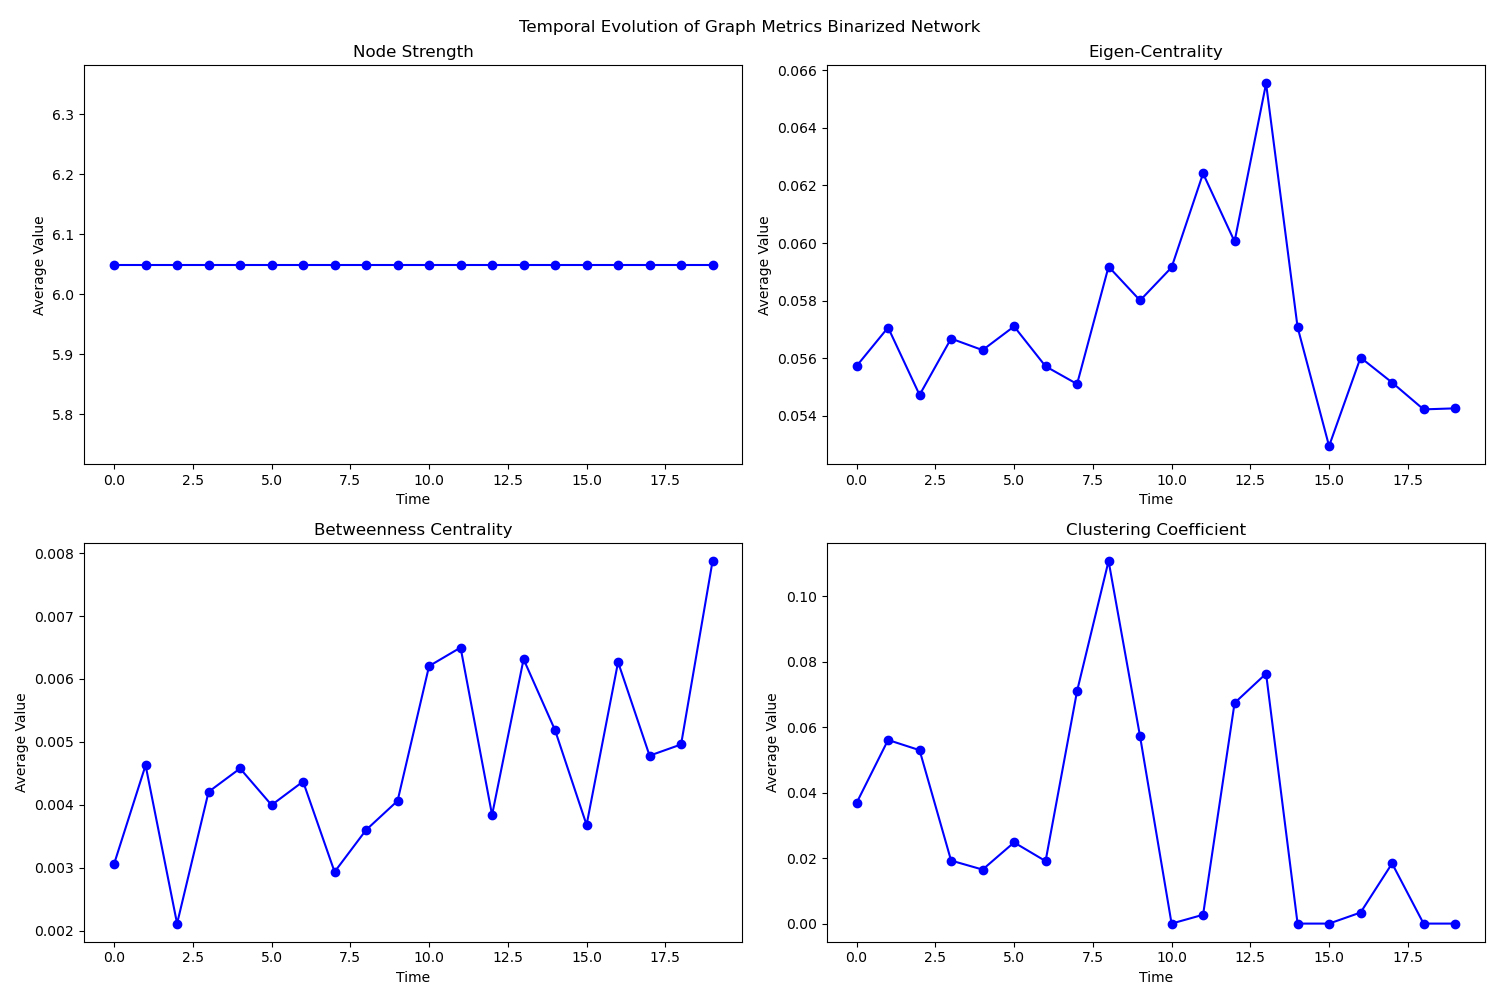 Temporal Evolution of Graph Metrics Binarized Network
Node Strength
Average Value
6.3
6.2
6.1
6.0
5.9
5.8
0.0 2.5 5.0 7.5 10.0 12.5 15.0 17.5
Time
Eigen-Centrality
Average Value
0.066
0.064
0.062
0.060
0.058
0.056
0.054
0.0 2.5 5.0 7.5 10.0 12.5 15.0 17.5
Time
Betweenness Centrality
Average Value
0.008
0.007
0.006
0.005
0.004
0.003
0.002
0.0 2.5 5.0 7.5 10.0 12.5 15.0 17.5
Time
Clustering Coefficient
Average Value
0.10
0.08
0.06
0.04
0.02
0.00
0.0 2.5 5.0 7.5 10.0 12.5 15.0 17.5
Time